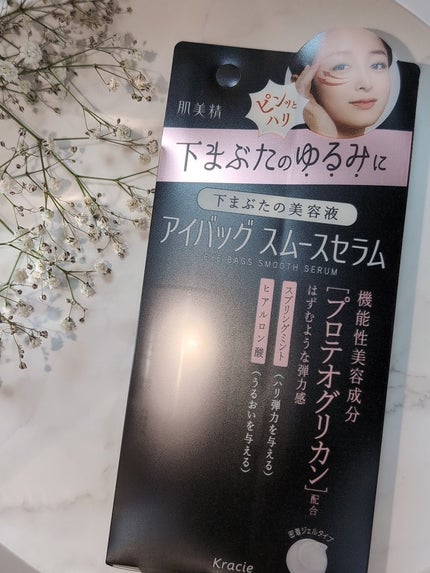 肌美精
ピンッと
ハリ
下まぶたのゆるみに
下まぶたの美容液
アイバッグ スムースセラム
EYE BAGS SMOOTH SERUM
機能性美容成分
[プロテオグリカン]配合
はずむような弾力感
スプリングミント(ハリ弾力を与える)
ヒアルロン酸(うるおいを与える)
密着ジェルタイプ
Kracie